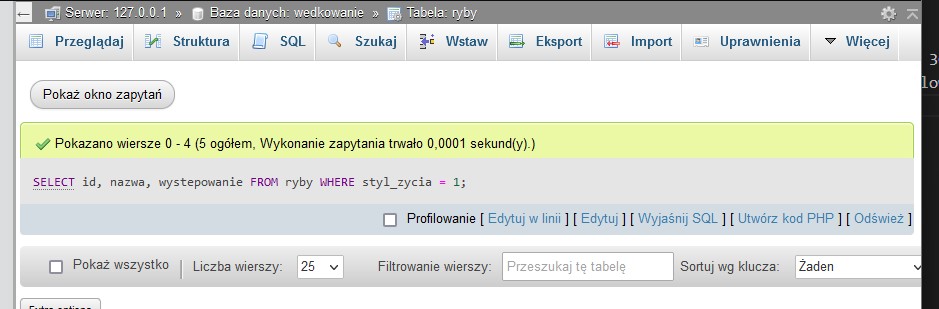 Serwer: 127.0.0.1 » Baza danych: wedkowanie » Tabela: ryby
Przeglądaj Struktura SQL Szukaj Wstaw Eksport Import Uprawnienia Więcej
Pokaż okno zapytań
Pokazano wiersze 0 - 4 (5 ogółem, Wykonanie zapytania trwało 0,0001 sekund(y).)
SELECT id, nazwa, wystepowanie FROM ryby WHERE styl_zycia = 1;
Profilowanie [ Edytuj w linii ] [ Edytuj ] [ Wyjaśnij SQL ] [ Utwórz kod PHP ] [ Odśwież ]
Pokaż wszystko | Liczba wierszy: 25 Filtrowanie wierszy: Przeszukaj tę tabelę Sortuj wg klucza: Żaden